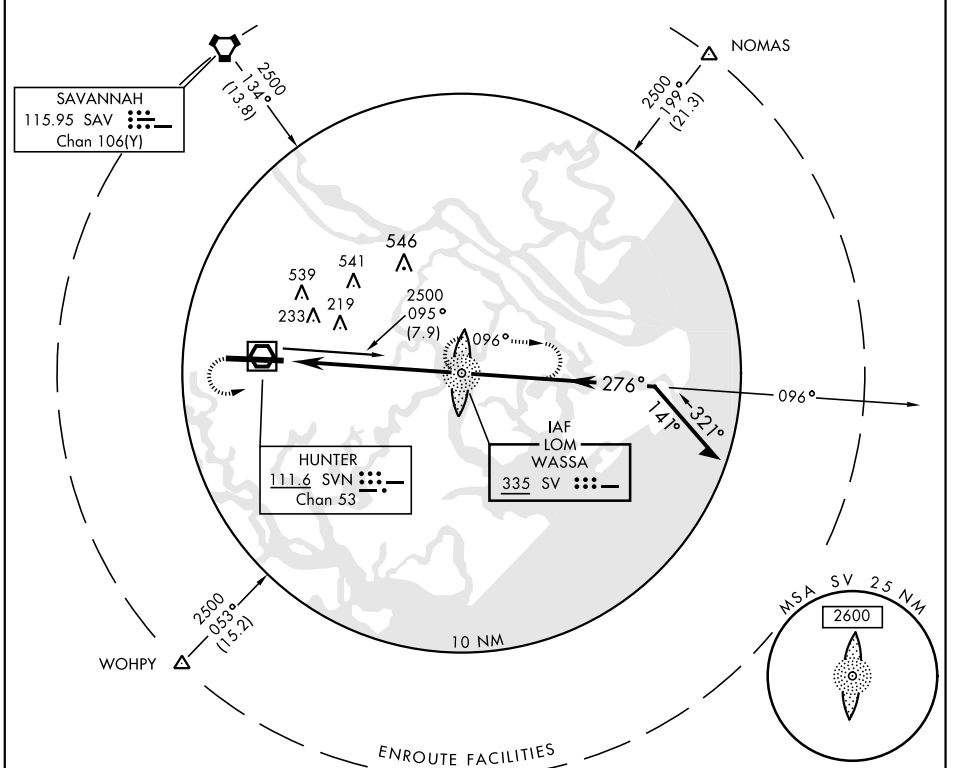 NOMAS
2500
134°
(13.8)
2500
199°
(21.3)
SAVANNAH
115.95 SAV
Chan 106(Y)
546
541
539
219
233
2500
095°
(7.9)
096°
276°
096°
141°
321°
IAF
LOM
WASSA
335 SV
HUNTER
111.6 SVN
Chan 53
MSA SV 25 NM
2600
2500
053°
(15.2)
10 NM
WOHPY
ENROUTE FACILITIES